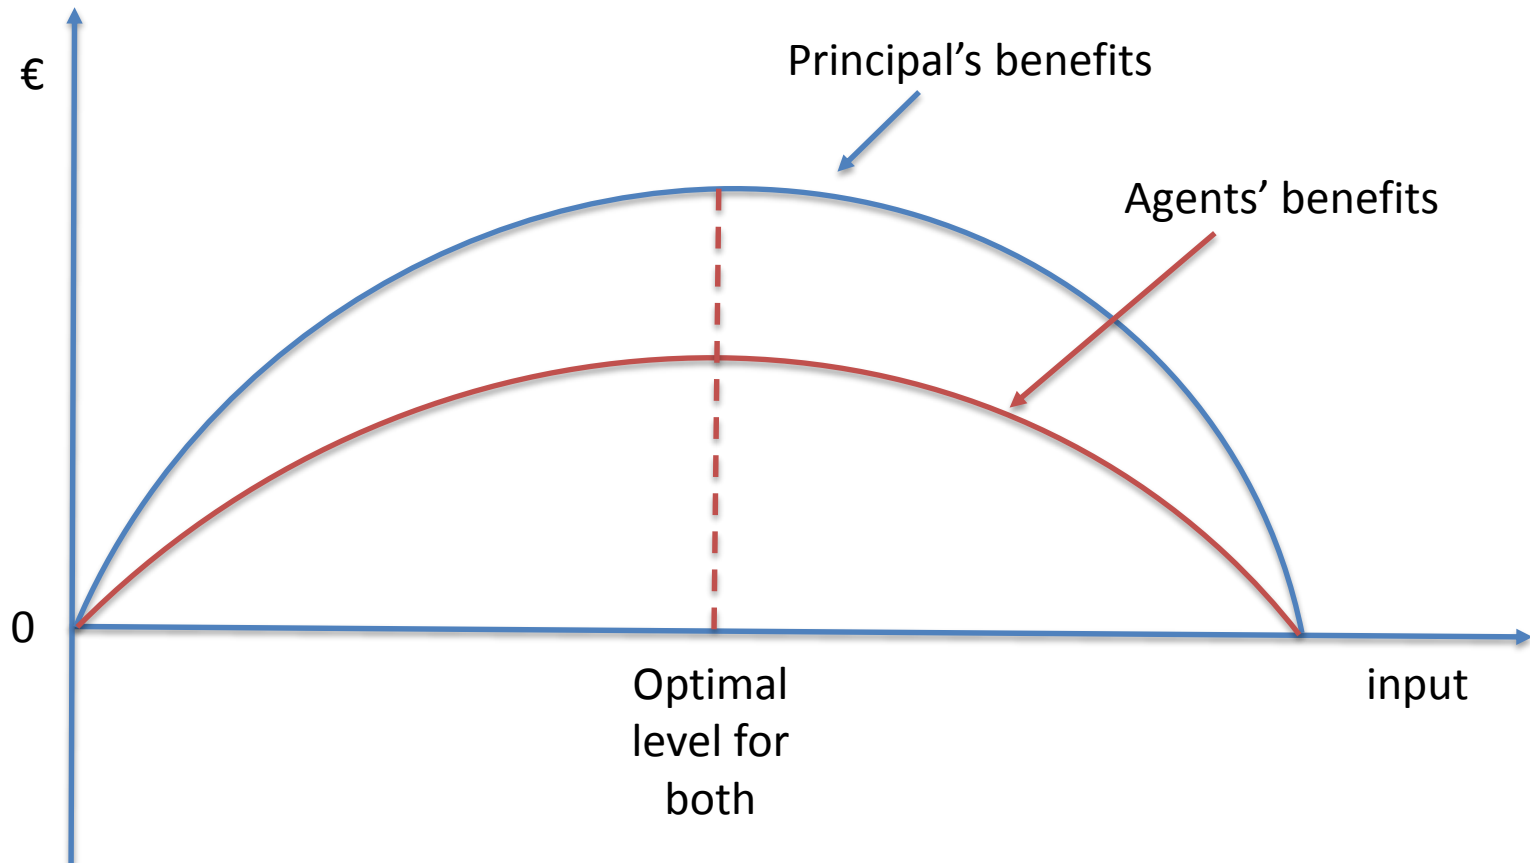 €
Principal’s benefits
Agents’ benefits
0
Optimal
level for
both
input